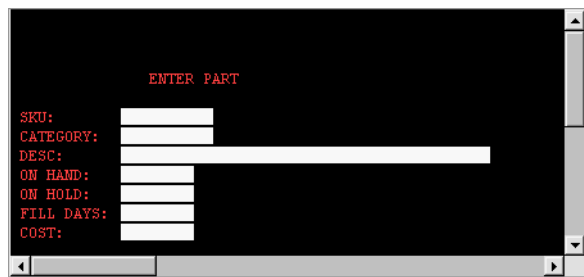 ENTER PART
SKU:
CATEGORY:
DESC:
ON HAND:
ON HOLD:
FILL DAYS:
COST: